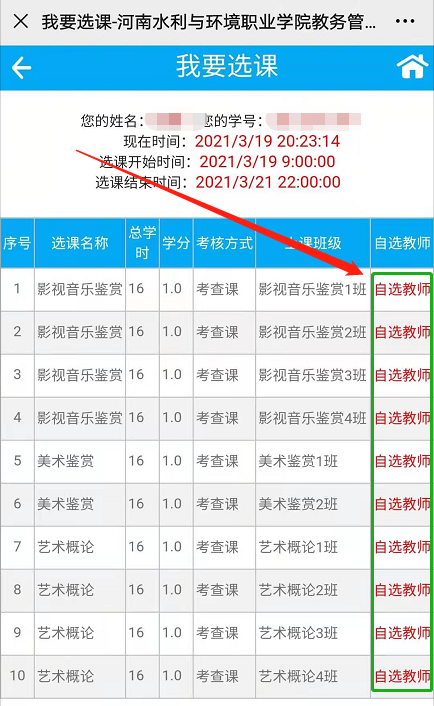 我要选课-河南水利与环境职业学院教务管...
我要选课
您的姓名： 您的学号：
现在时间：2021/3/19 20:23:14
选课开始时间：2021/3/19 9:00:00
选课结束时间：2021/3/21 22:00:00
序号 选课名称 总学时 学分 考核方式 上课班级 自选教师
1 影视音乐鉴赏 16 1.0 考查课 影视音乐鉴赏1班 自选教师
2 影视音乐鉴赏 16 1.0 考查课 影视音乐鉴赏2班 自选教师
3 影视音乐鉴赏 16 1.0 考查课 影视音乐鉴赏3班 自选教师
4 影视音乐鉴赏 16 1.0 考查课 影视音乐鉴赏4班 自选教师
5 美术鉴赏 16 1.0 考查课 美术鉴赏1班 自选教师
6 美术鉴赏 16 1.0 考查课 美术鉴赏2班 自选教师
7 艺术概论 16 1.0 考查课 艺术概论1班 自选教师
8 艺术概论 16 1.0 考查课 艺术概论2班 自选教师
9 艺术概论 16 1.0 考查课 艺术概论3班 自选教师
10 艺术概论 16 1.0 考查课 艺术概论4班 自选教师